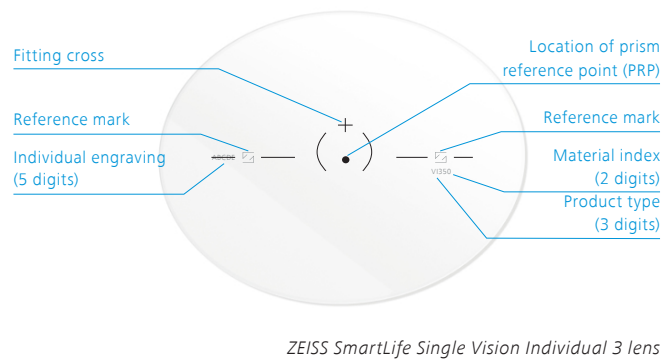 Fitting cross
Location of prism
reference point (PRP)
Reference mark
Reference mark
Individual engraving
(5 digits)
ABCDE
Material index
(2 digits)
VI350
Product type
(3 digits)
ZEISS SmartLife Single Vision Individual 3 lens